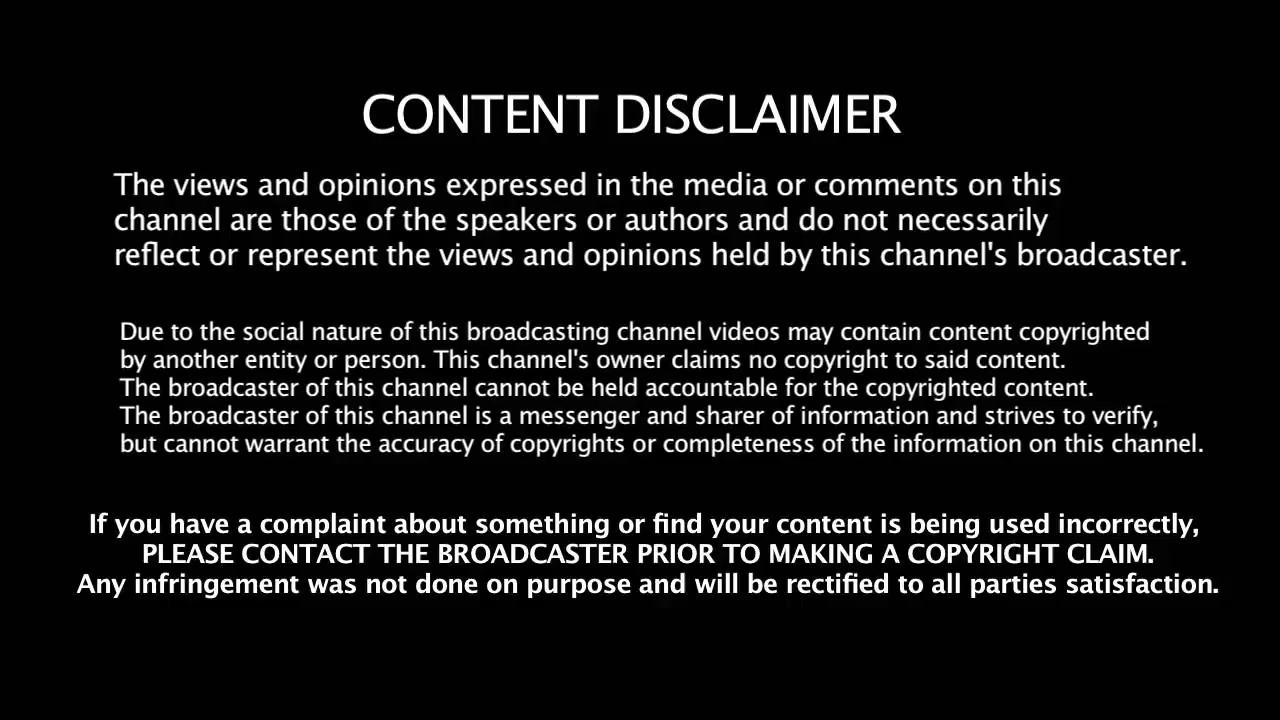 CONTENT DISCLAIMER
The views and opinions expressed in the media or comments on this
channel are those of the speakers or authors and do not necessarily
reflect or represent the views and opinions held by this channel's broadcaster.
Due to the social nature of this broadcasting channel videos may contain content copyrighted
by another entity or person. This channel's owner claims no copyright to said content.
The broadcaster of this channel cannot be held accountable for the copyrighted content.
The broadcaster of this channel is a messenger and sharer of information and strives to verify,
but cannot warrant the accuracy of copyrights or completeness of the information on this channel.
If you have a complaint about something or find your content is being used incorrectly,
PLEASE CONTACT THE BROADCASTER PRIOR TO MAKING A COPYRIGHT CLAIM.
Any infringement was not done on purpose and will be rectified to all parties satisfaction.